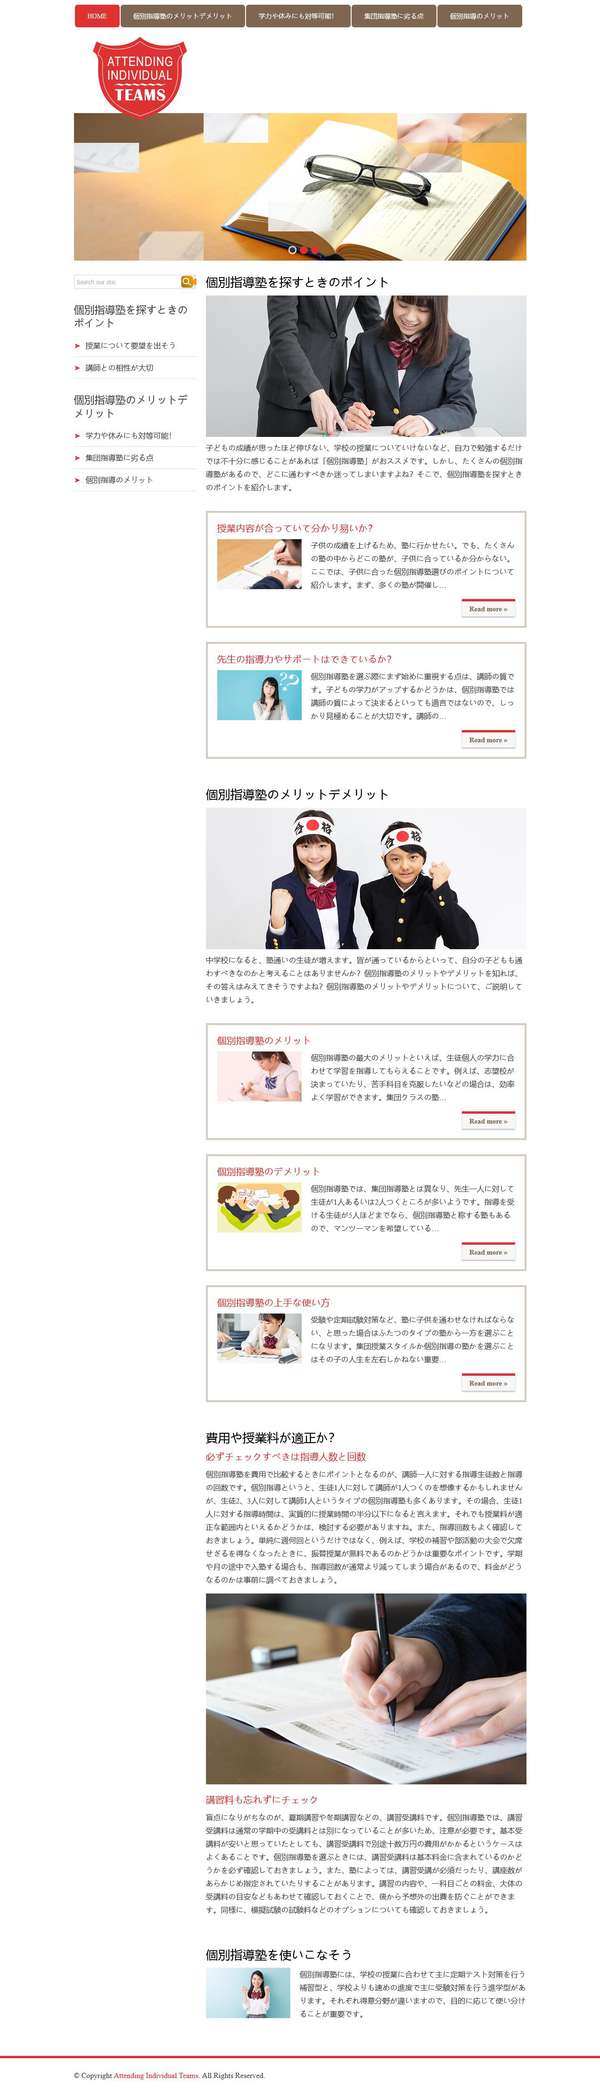 HOME
個別指導塾のメリットデメリット
学力や休みにも対等可能!
集団指導塾に劣る点
個別指導のメリット
ATTENDING
INDIVIDUAL
TEAMS
Search our site
個別指導塾を探すときの
ポイント
授業について要望を出そう
講師との相性が大切
個別指導塾のメリットデ
メリット
学力や休みにも対等可能!
集団指導塾に劣る点
個別指導のメリット
個別指導塾を探すときのポイント
子どもの成績が思ったほど伸びない、学校の授業についていけないなど、自力で勉強するだけ
では不十分に感じることがあれば「個別指導塾」がおススメです。しかし、たくさんの個別指
導塾があるので、どこに通わすべきか迷ってしまいますよね？そこで、個別指導塾を探すとき
のポイントを紹介します。
授業内容が合っていて分かり易いか？
子供の成績を上げるため、塾に行かせたい。でも、たくさん
の塾の中からどこの塾が、子供に合っているか分からない。
ここでは、子供に合った個別指導塾選びのポイントについて
紹介します。まず、多くの塾が開催し...
Read more »
先生の指導力やサポートはできているか？
個別指導塾を選ぶ際にまず始めに重視する点は、講師の質で
す。子どもの学力がアップするかどうかは、個別指導塾では
講師の質によって決まるといっても過言ではないので、しっ
かり見極めることが大切です。講師の...
Read more »
個別指導塾のメリットデメリット
合 格
合 格
中学校になると、塾通いの生徒が増えます。皆が通っているからといって、自分の子どもも通
わすべきなのかと考えることはありませんか？個別指導塾のメリットやデメリットを知れば、
その答えはみえてきそうですよね？個別指導塾のメリットやデメリットについて、ご説明して
いきましょう。
個別指導塾のメリット
個別指導塾の最大のメリットといえば、生徒個人の学力に合
わせて学習を指導してもらえることです。例えば、志望校が
決まっていたり、苦手科目を克服したいなどの場合は、効率
よく学習ができます。集団クラスの塾...
Read more »
個別指導塾のデメリット
個別指導塾では、集団指導塾とは異なり、先生一人に対して
生徒が1人あるいは2人つくところが多いようです。指導を受
ける生徒が5人ほどまでなら、個別指導塾と称する塾もある
ので、マンツーマンを希望している...
Read more »
個別指導塾の上手な使い方
受験や定期試験対策など、塾に子供を通わせなければならな
い、と思った場合はふたつのタイプの塾から一方を選ぶこと
になります。集団授業スタイルか個別指導の塾かを選ぶこと
はその子の人生を左右しかねない重要...
Read more »
費用や授業料が適正か？
必ずチェックすべきは指導人数と回数
個別指導塾を費用で比較するときにポイントとなるのが、講師一人に対する指導生徒数と指導
の回数です。個別指導というと、生徒1人に対して講師が1人つくのを想像するかもしれません
が、生徒2、3人に対して講師1人というタイプの個別指導塾も多くあります。その場合、生徒1
人に対する指導時間は、実質的に授業時間の半分以下になると言えます。それでも授業料が適
正な範囲内といえるかどうかは、検討する必要がありますね。また、指導回数もよく確認して
おきましょう。単純に週何回というだけではなく、例えば、学校の補習や部活動の大会で欠席
せざるを得なくなったときに、振替授業が無料であるのかどうかは重要なポイントです。学期
や月の途中で入塾する場合も、指導回数が通常より減ってしまう場合があるので、料金がどう
なるのかは事前に調べておきましょう。
講習料も忘れずにチェック
盲点になりがちなのが、夏期講習や冬期講習などの、講習受講料です。個別指導塾では、講習
受講料は通常の学期中の受講料とは別になっていることが多いため、注意が必要です。基本受
講料が安いと思っていたとしても、講習受講料で別途十数万円の費用がかかるというケースは
よくあることです。個別指導塾を選ぶときには、講習受講料は基本料金に含まれているのかど
うかを必ず確認しておきましょう。また、塾によっては、講習受講が必須だったり、講座数が
あらかじめ指定されていたりすることがあります。講習の内容や、一科目ごとの料金、大体の
受講料の目安などもあわせて確認しておくことで、後から予想外の出費を防ぐことができま
す。同様に、模擬試験の試験料などのオプションについても確認しておきましょう。
個別指導塾を使いこなそう
個別指導塾には、学校の授業に合わせて主に定期テスト対策を行う
補習型と、学校よりも速めの進度で主に受験対策を行う進学型があ
ります。それぞれ得意分野が違いますので、目的に応じて使い分け
ることが重要です。
© Copyright Attending Individual Teams. All Rights Reserved.